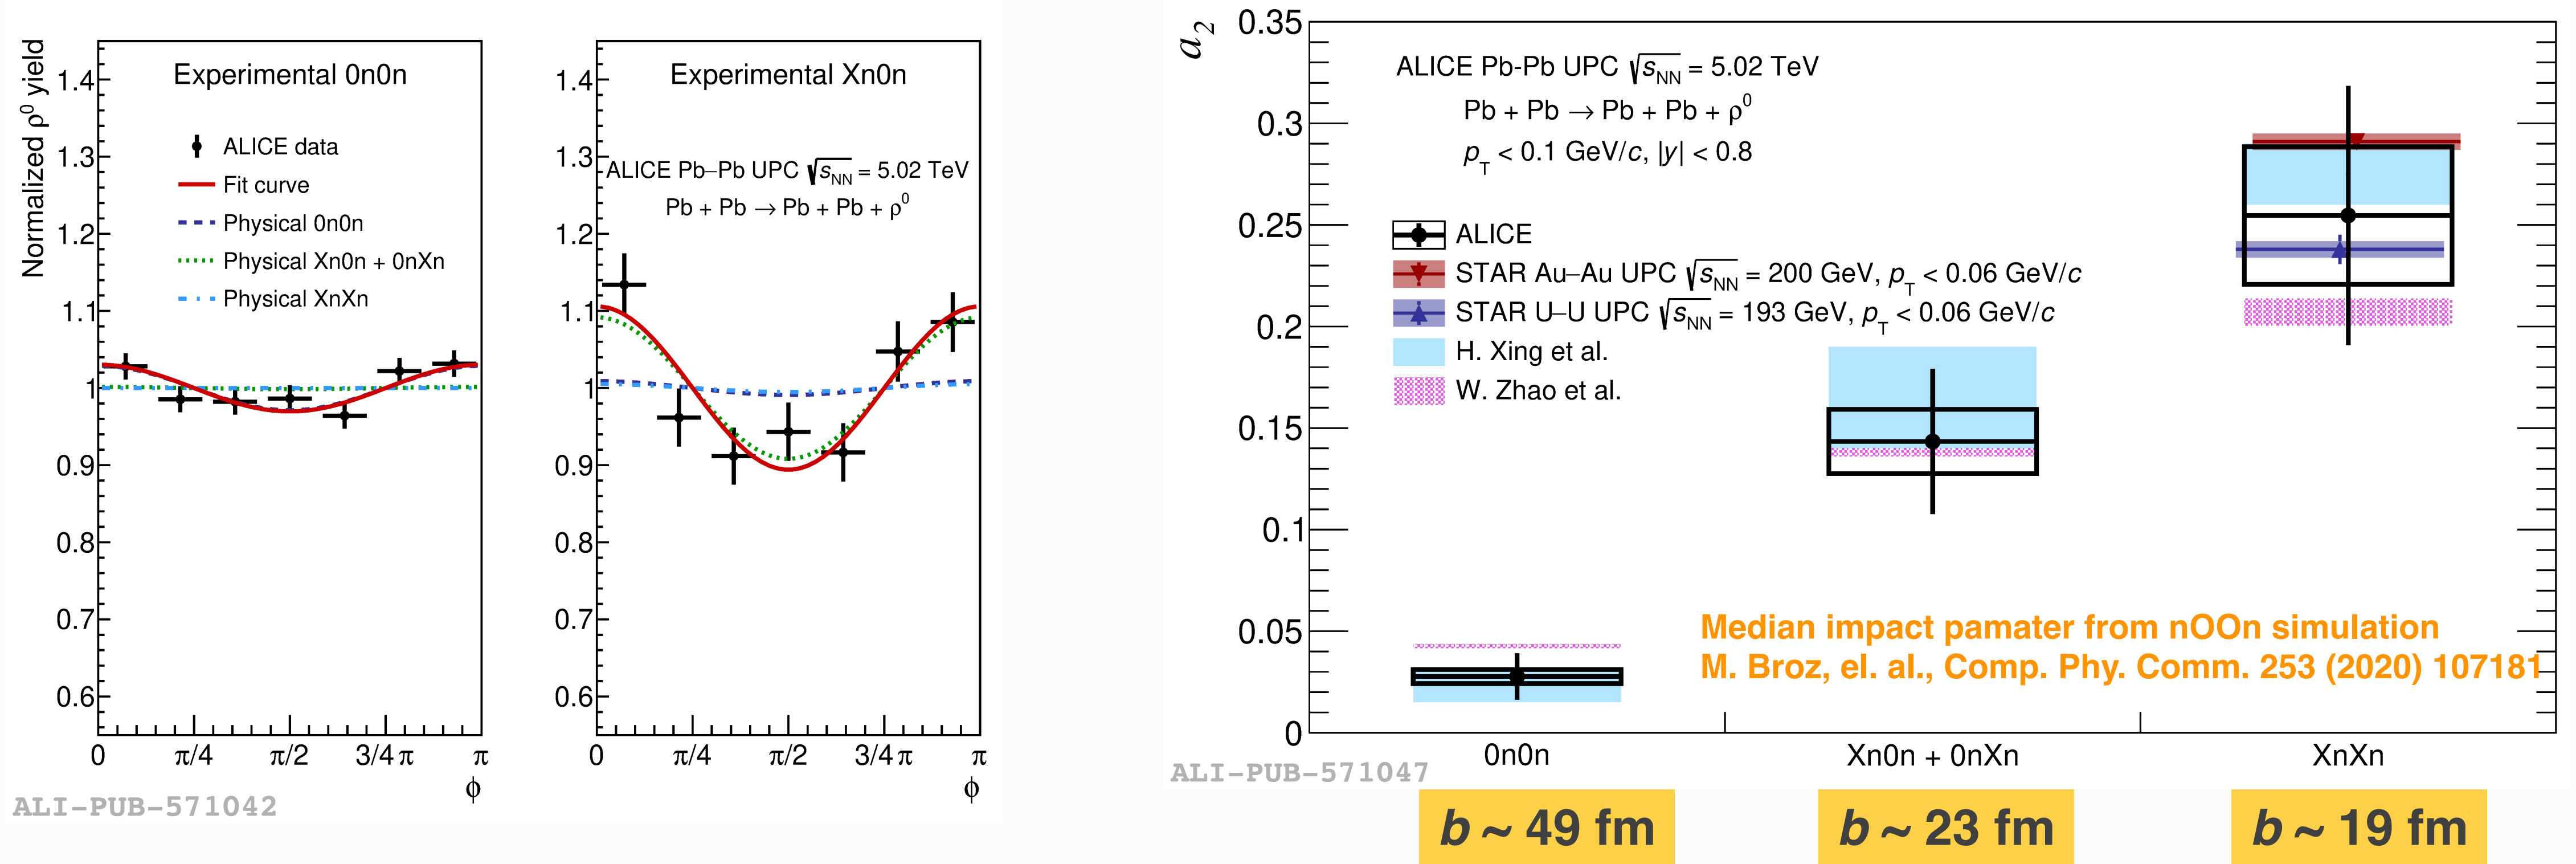 Normalized ρ⁰ yield
1.4
1.3
1.2
1.1
1
0.9
0.8
0.7
0.6
Experimental 0n0n
ALICE data
Fit curve
Physical 0n0n
Physical Xn0n + 0nXn
Physical XnXn
0 π/4 π/2 3/4 π π
ϕ
ALI-PUB-571042
1.4
1.3
1.2
1.1
1
0.9
0.8
0.7
0.6
Experimental Xn0n
ALICE Pb–Pb UPC √sNN = 5.02 TeV
Pb + Pb → Pb + Pb + ρ⁰
0 π/4 π/2 3/4 π π
ϕ
a₂
0.35
0.3
0.25
0.2
0.15
0.1
0.05
0
ALICE Pb-Pb UPC √sNN = 5.02 TeV
Pb + Pb → Pb + Pb + ρ⁰
pT < 0.1 GeV/c, |y| < 0.8
ALICE
STAR Au–Au UPC √sNN = 200 GeV, pT < 0.06 GeV/c
STAR U–U UPC √sNN = 193 GeV, pT < 0.06 GeV/c
H. Xing et al.
W. Zhao et al.
Median impact pamater from nOOn simulation
M. Broz, el. al., Comp. Phy. Comm. 253 (2020) 107181
0n0n Xn0n + 0nXn XnXn
ALI-PUB-571047
b ~ 49 fm b ~ 23 fm b ~ 19 fm